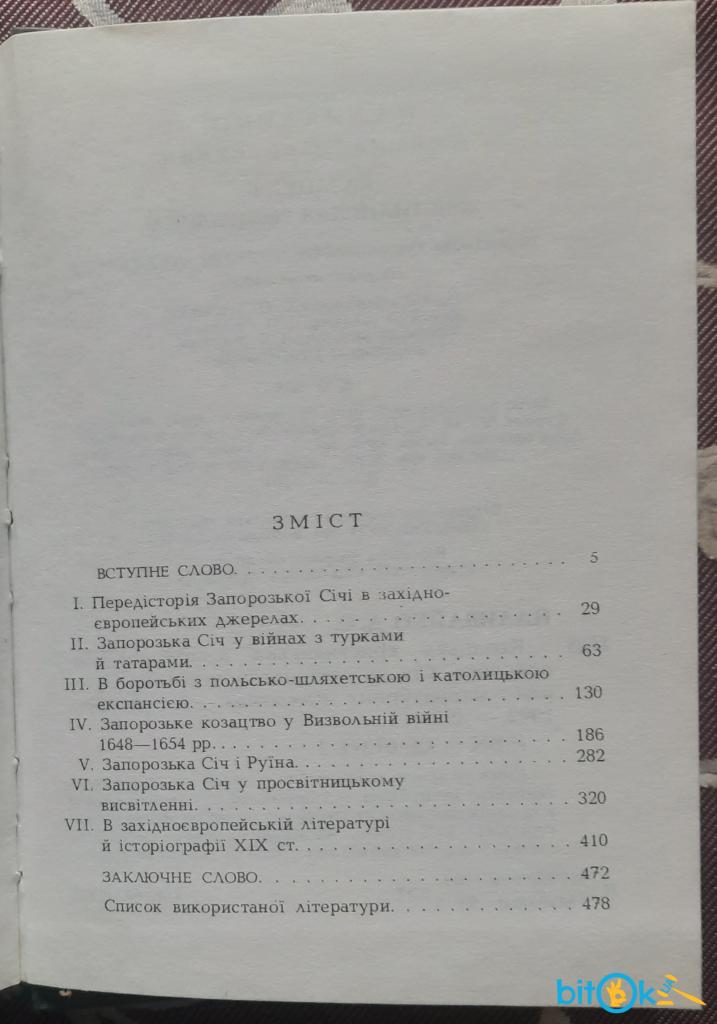 ЗМІСТ
ВСТУПНЕ СЛОВО. . . . . . . . . . . . . . . . . . . . . . . . 5
I. Передісторія Запорозької Січі в західно-
європейських джерелах. . . . . . . . . . . . . . . . . . . . 29
II. Запорозька Січ у війнах з турками
й татарами. . . . . . . . . . . . . . . . . . . . . . . . . . . 63
III. В боротьбі з польсько-шляхетською і католицькою
експансією. . . . . . . . . . . . . . . . . . . . . . . . . . . 130
IV. Запорозьке козацтво у Визвольній війні
1648—1654 рр. . . . . . . . . . . . . . . . . . . . . . . . . 186
V. Запорозька Січ і Руїна. . . . . . . . . . . . . . . . . . . 282
VI. Запорозька Січ у просвітницькому
висвітленні. . . . . . . . . . . . . . . . . . . . . . . . . . 320
VII. В західноєвропейській літературі
й історіографії XIX ст. . . . . . . . . . . . . . . . . . . 410
ЗАКЛЮЧНЕ СЛОВО. . . . . . . . . . . . . . . . . . . . . 472
Список використаної літератури. . . . . . . . . . . . . 478
bitOk.ua